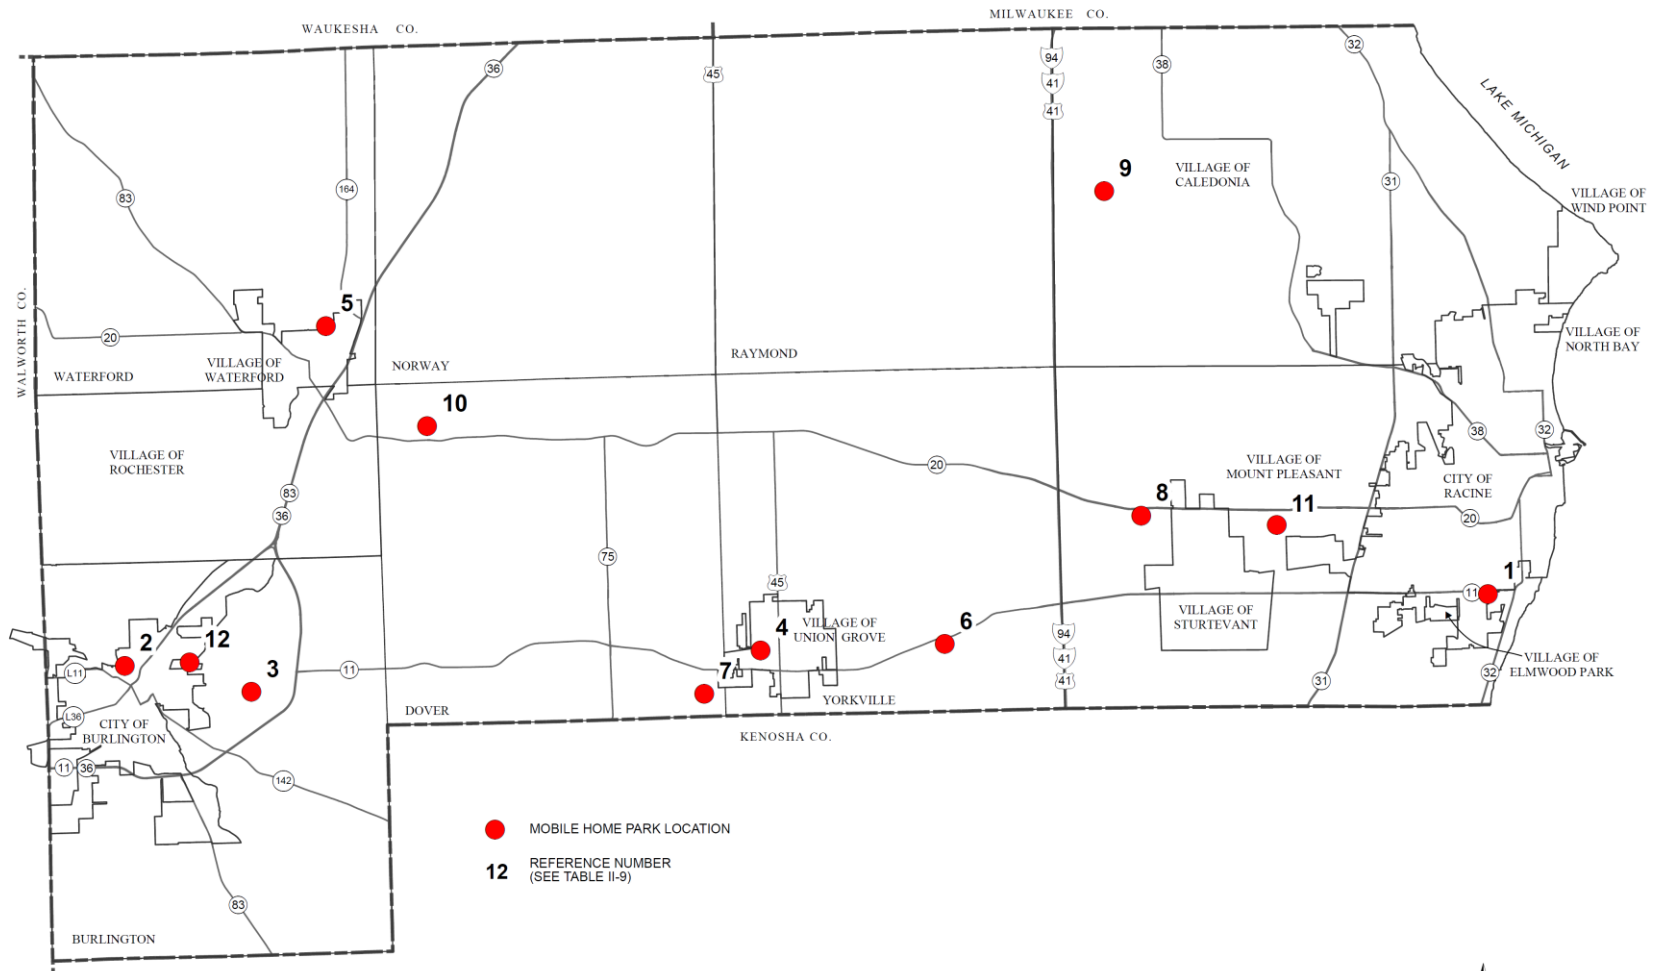 WAUKESHA CO.
MILWAUKEE CO.
32
36
94
38
45
41
41
LAKE MICHIGAN
9
VILLAGE OF
CALEDONIA
31
164
83
VILLAGE OF
WIND POINT
WALWORTH CO.
5
20
VILLAGE OF
NORTH BAY
RAYMOND
VILLAGE OF
WATERFORD
NORWAY
WATERFORD
10
38
32
VILLAGE OF
ROCHESTER
20
VILLAGE OF
MOUNT PLEASANT
CITY OF
RACINE
83
8
11
36
20
75
45
1
11
VILLAGE OF
STURTEVANT
VILLAGE OF
UNION GROVE
4
6
94
2
12
41
VILLAGE OF
ELMWOOD PARK
L11
3
11
7
41
31
32
YORKVILLE
DOVER
L36
CITY OF
BURLINGTON
KENOSHA CO.
11
36
142
MOBILE HOME PARK LOCATION
12
REFERENCE NUMBER
(SEE TABLE II-9)
83
BURLINGTON